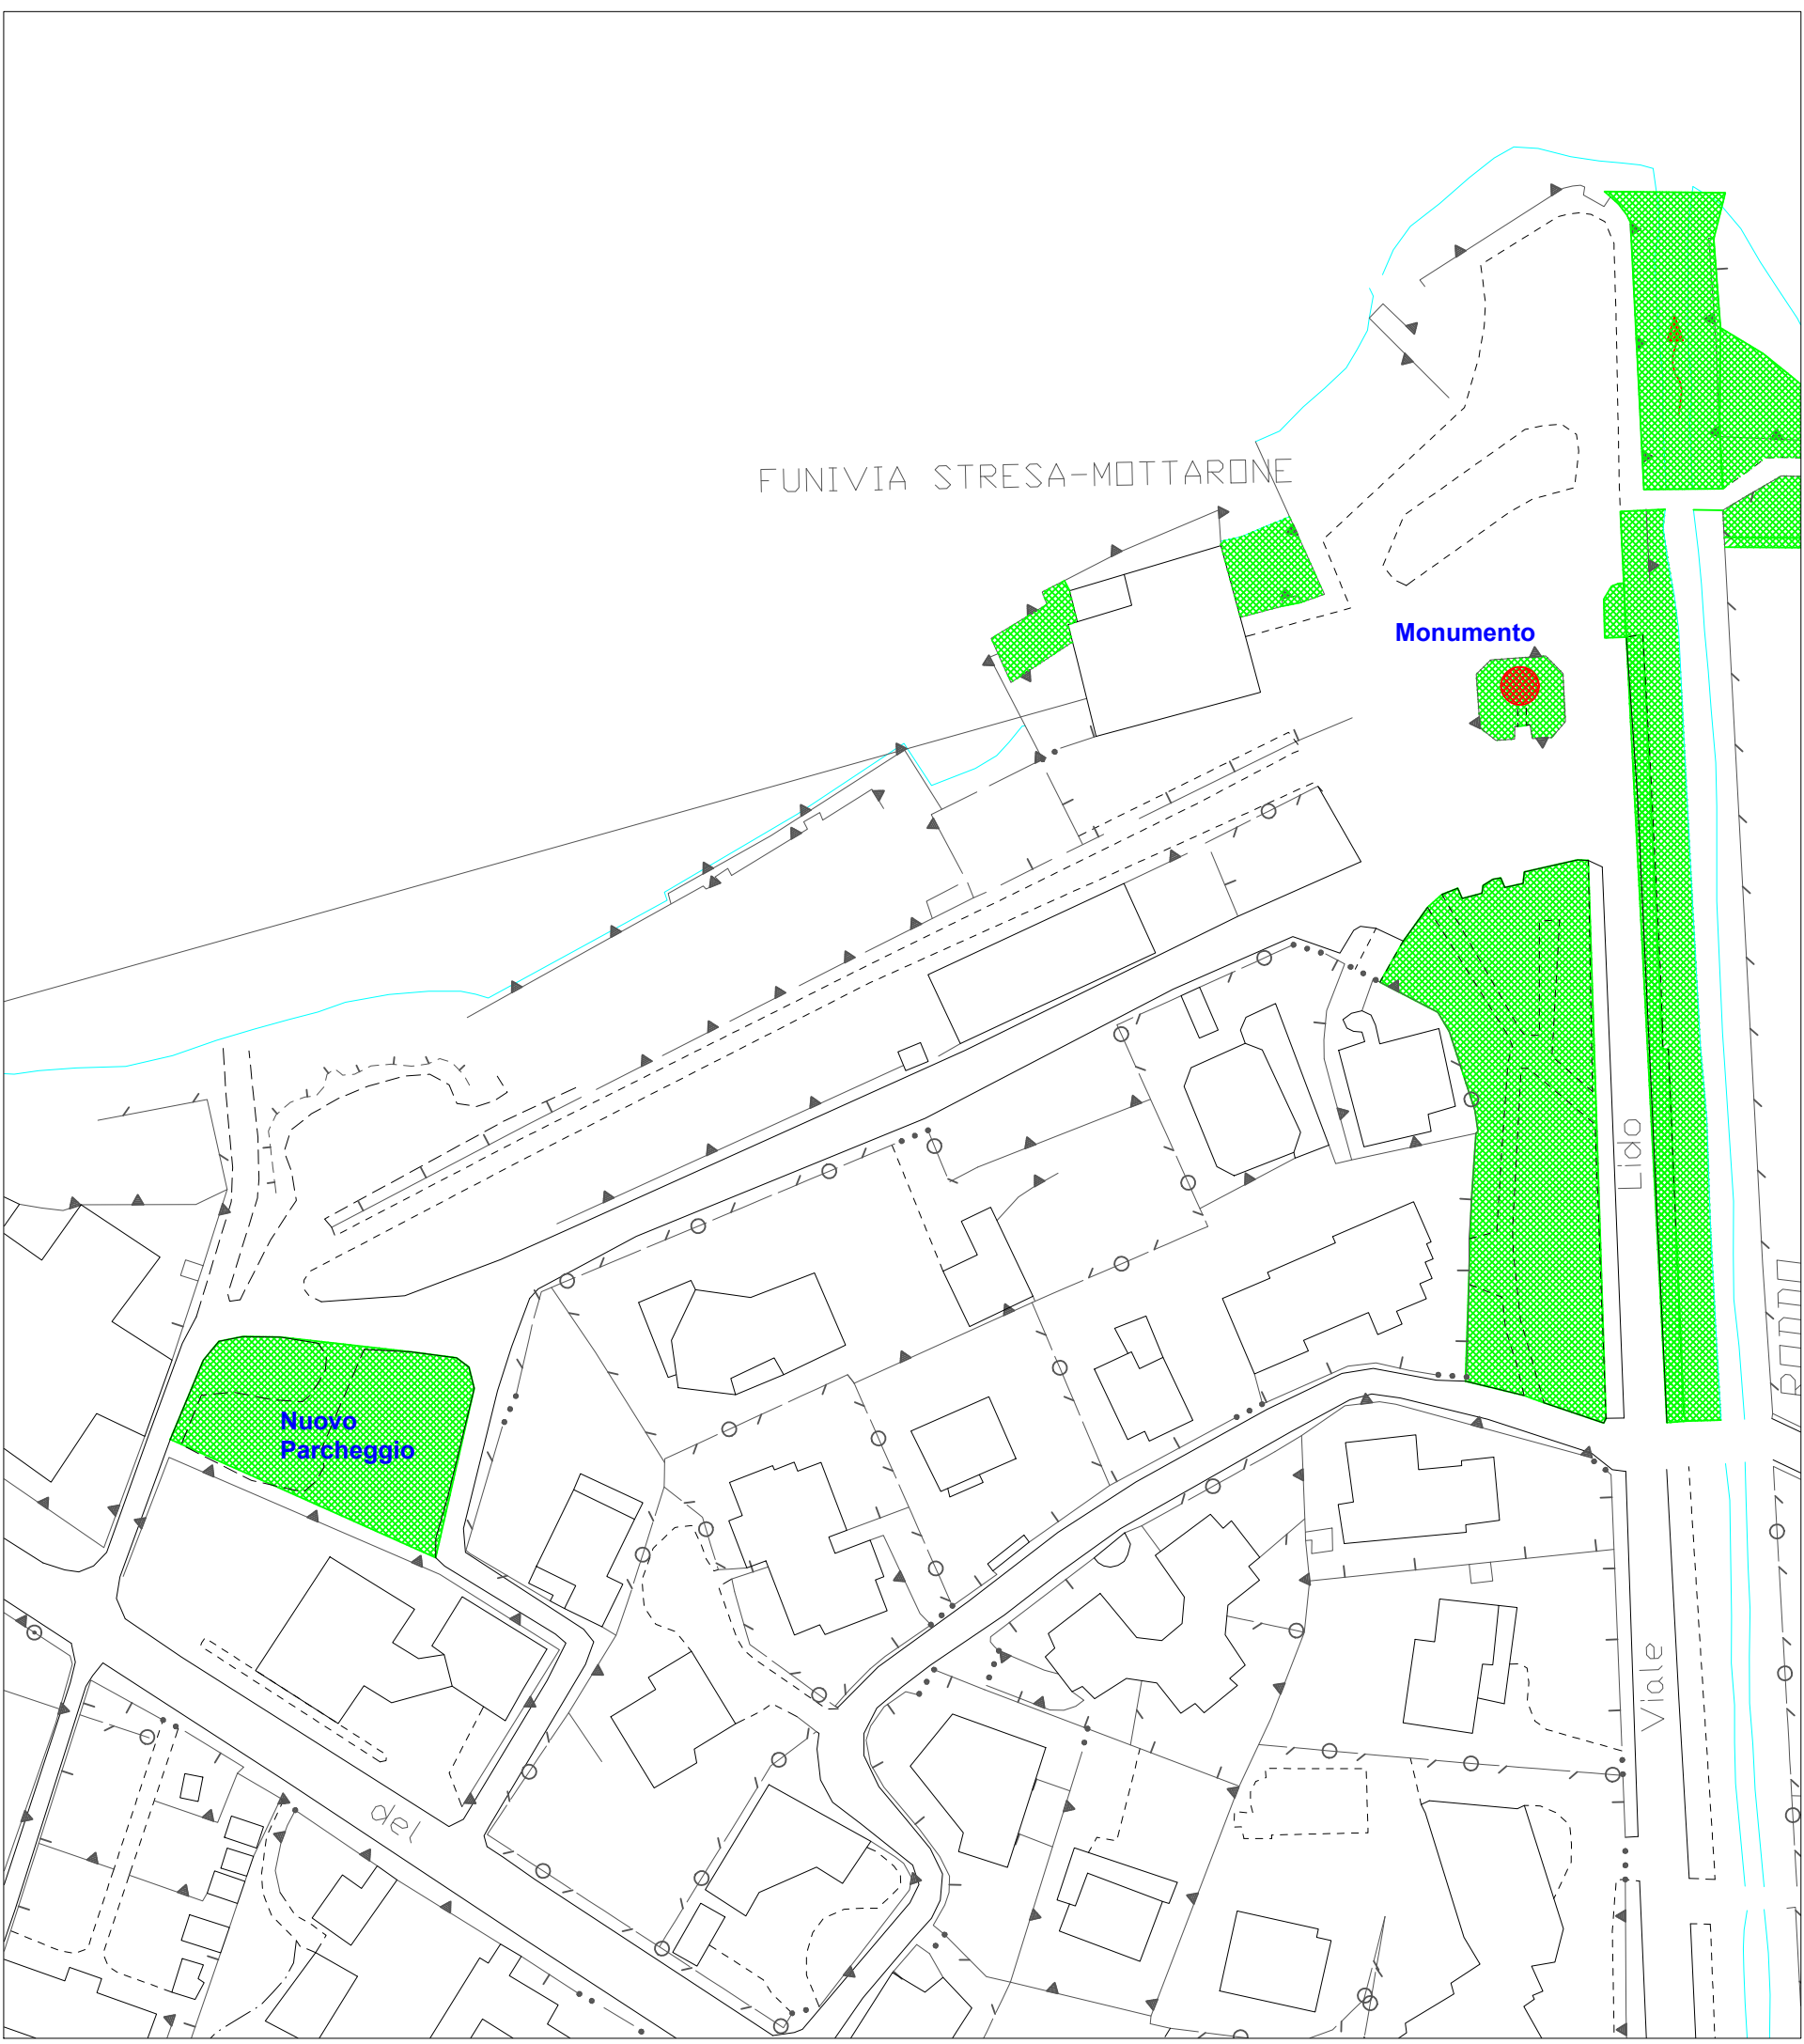 FUNIVIA STRESA-MOTTARONE
Monumento
Lido
Nuovo
Parcheggio
Viale
del